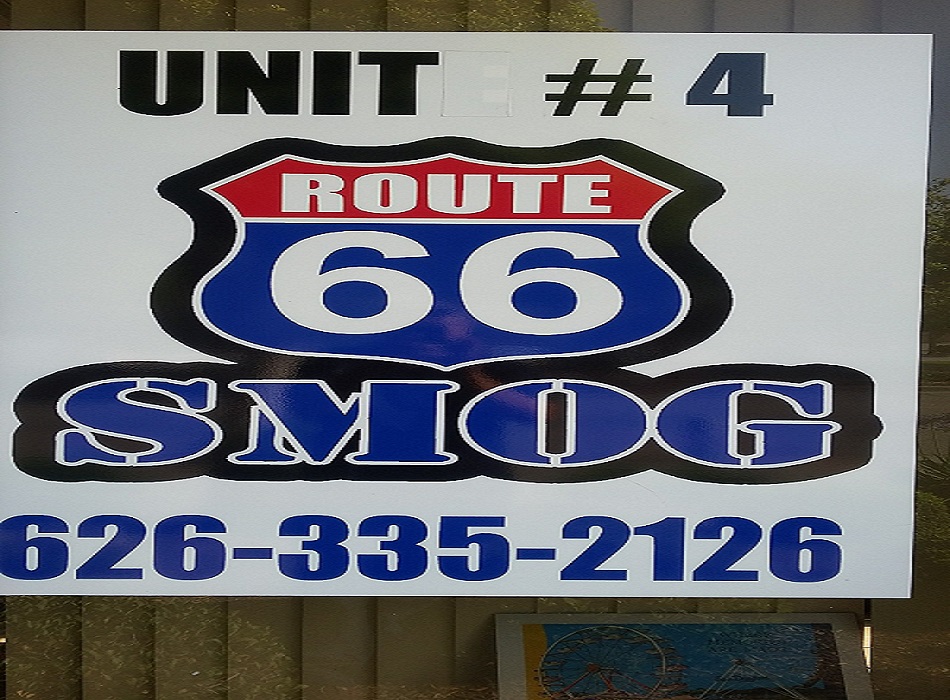 UNIT # 4
ROUTE
66
SMOG
626-335-2126